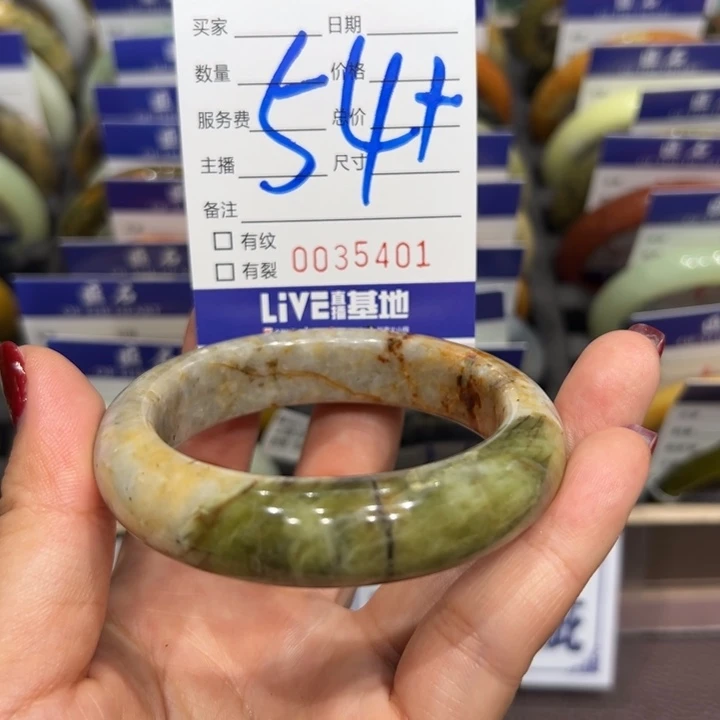 买家 日期
数量 价格
服务费 总价
主播 尺寸
54+
备注
有纹
有裂 0035401
LiVE直播基地